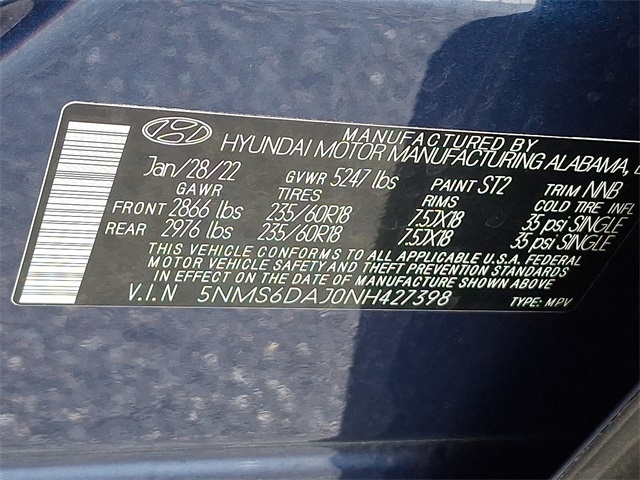 MANUFACTURED BY
HYUNDAI MOTOR MANUFACTURING ALABAMA,
Jan/28/22 GVWR 5247 lbs PAINT ST2 TRIM NNB
GAWR TIRES RIMS COLD TIRE INFL
FRONT 2866 lbs 235/60R18 7.5JX18 35 psi SINGLE
REAR 2976 lbs 235/60R18 7.5JX18 35 psi SINGLE
THIS VEHICLE CONFORMS TO ALL APPLICABLE U.S.A. FEDERAL
MOTOR VEHICLE SAFETY AND THEFT PREVENTION STANDARDS
IN EFFECT ON THE DATE OF MANUFACTURE SHOWN ABOVE
V.I.N 5NMS6DAJ0NH427398 TYPE: MPV